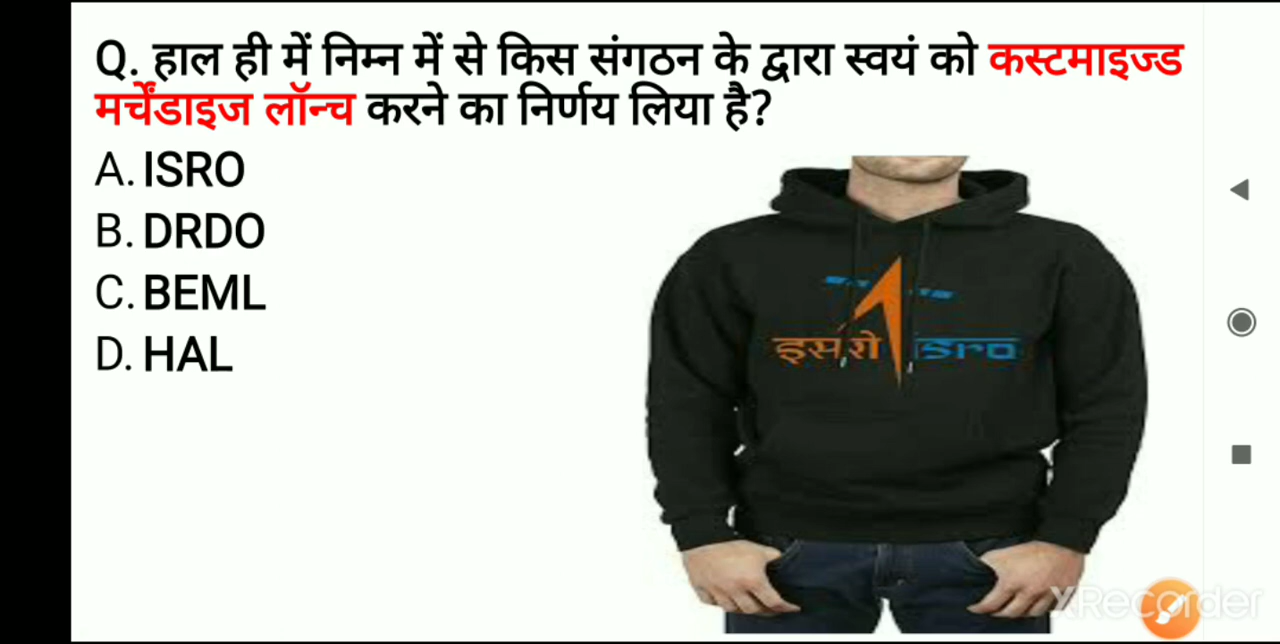 Q. हाल ही में निम्न में से किस संगठन के द्वारा स्वयं को कस्टमाइज्ड
मर्चेंडाइज लॉन्च करने का निर्णय लिया है?
A. ISRO
B. DRDO
C. BEML
D. HAL
इसरो isro
XRecorder